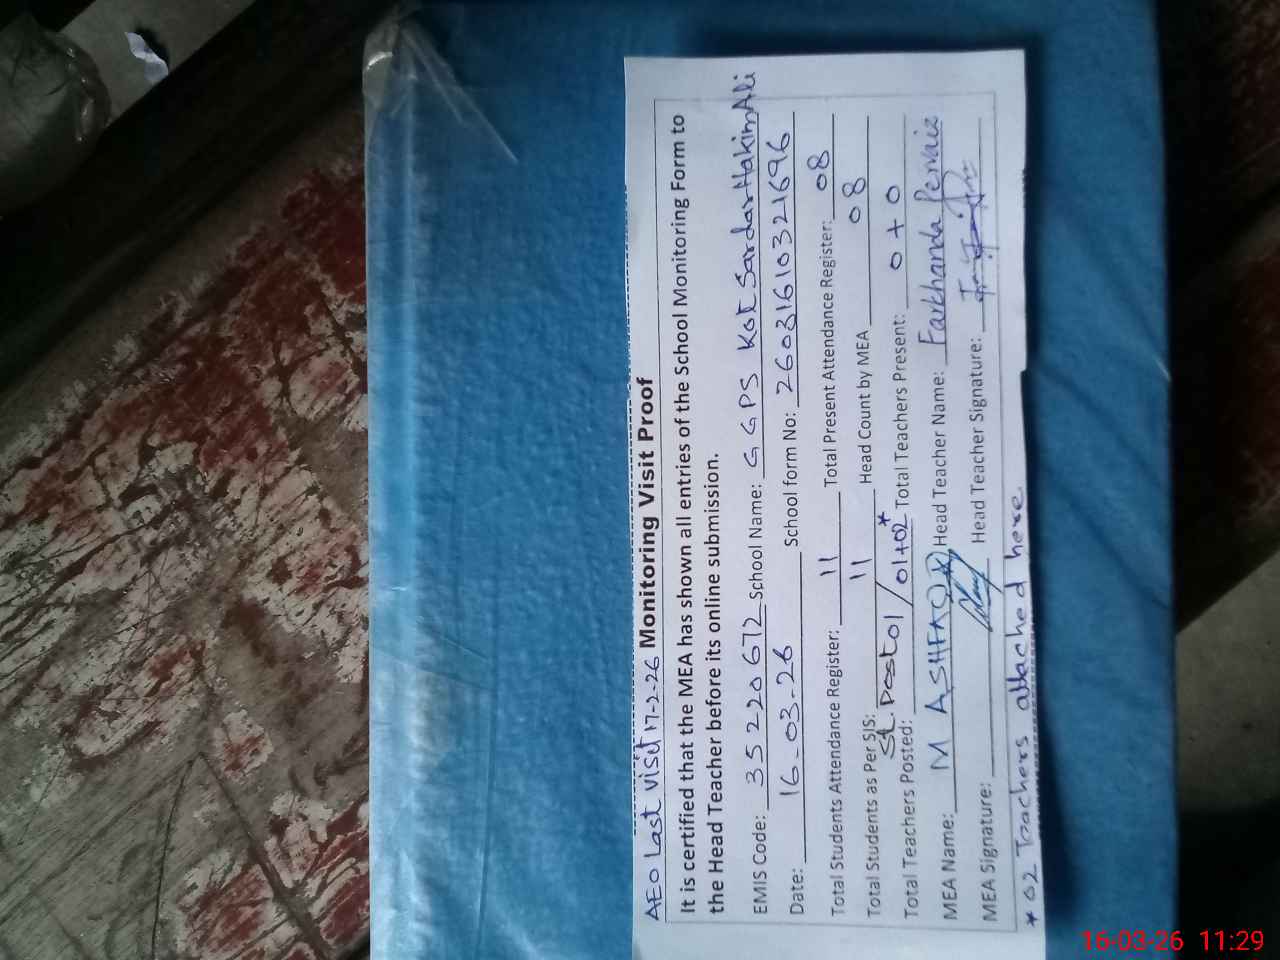 AEO Last visit 17-2-26 Monitoring Visit Proof
It is certified that the MEA has shown all entries of the School Monitoring Form to
the Head Teacher before its online submission.
EMIS Code: 35220672 School Name: GGPS Kot Sardar Hakim Ali
Date: 16-03-26 School form No: 26031610321696
Total Students Attendance Register: 11 Total Present Attendance Register: 08
Total Students as Per SIS: 11 Head Count by MEA 08
Total Teachers Posted: St. Post 01 / 01+02* Total Teachers Present: 0+0
MEA Name: M ASHFAQ Head Teacher Name: Farkhanda Pervaiz
MEA Signature: Head Teacher Signature:
* 02 Teachers attached here
16-03-26 11:29